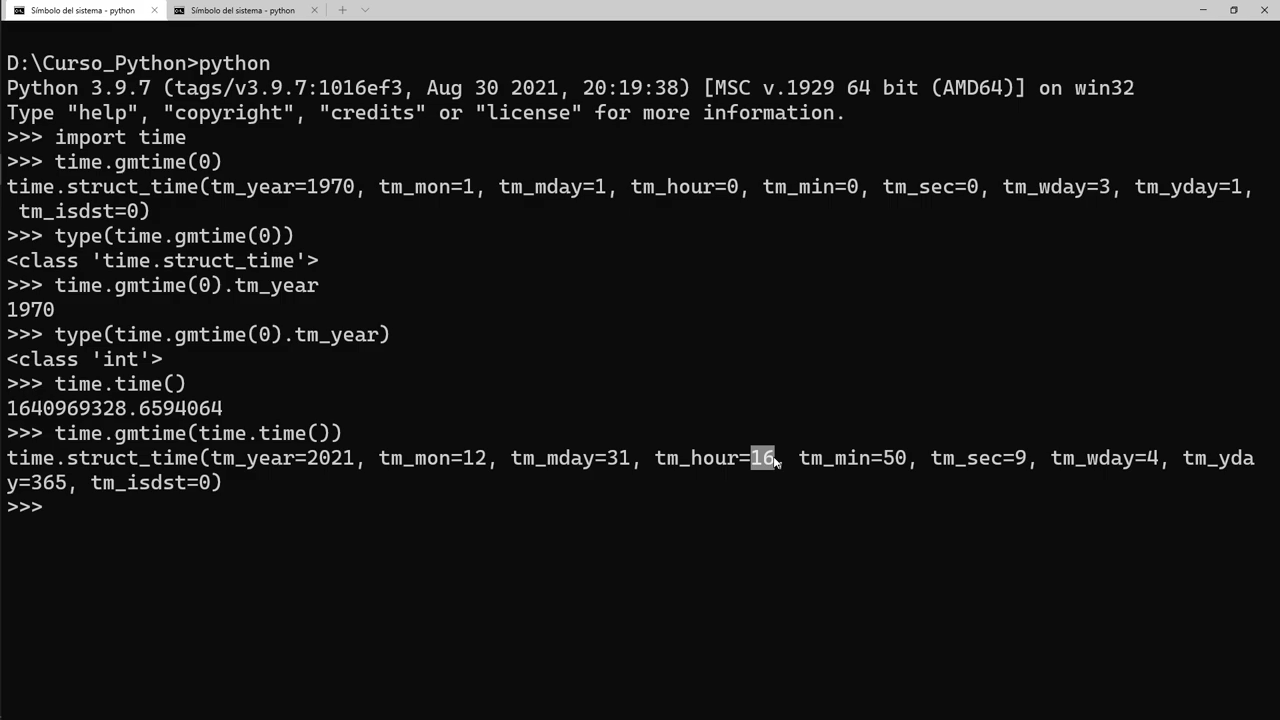 Símbolo del sistema - python
Símbolo del sistema - python
D:\Curso_Python>python
Python 3.9.7 (tags/v3.9.7:1016ef3, Aug 30 2021, 20:19:38) [MSC v.1929 64 bit (AMD64)] on win32
Type "help", "copyright", "credits" or "license" for more information.
>>> import time
>>> time.gmtime(0)
time.struct_time(tm_year=1970, tm_mon=1, tm_mday=1, tm_hour=0, tm_min=0, tm_sec=0, tm_wday=3, tm_yday=1,
 tm_isdst=0)
>>> type(time.gmtime(0))
<class 'time.struct_time'>
>>> time.gmtime(0).tm_year
1970
>>> type(time.gmtime(0).tm_year)
<class 'int'>
>>> time.time()
1640969328.6594064
>>> time.gmtime(time.time())
time.struct_time(tm_year=2021, tm_mon=12, tm_mday=31, tm_hour=16, tm_min=50, tm_sec=9, tm_wday=4, tm_yda
y=365, tm_isdst=0)
>>>